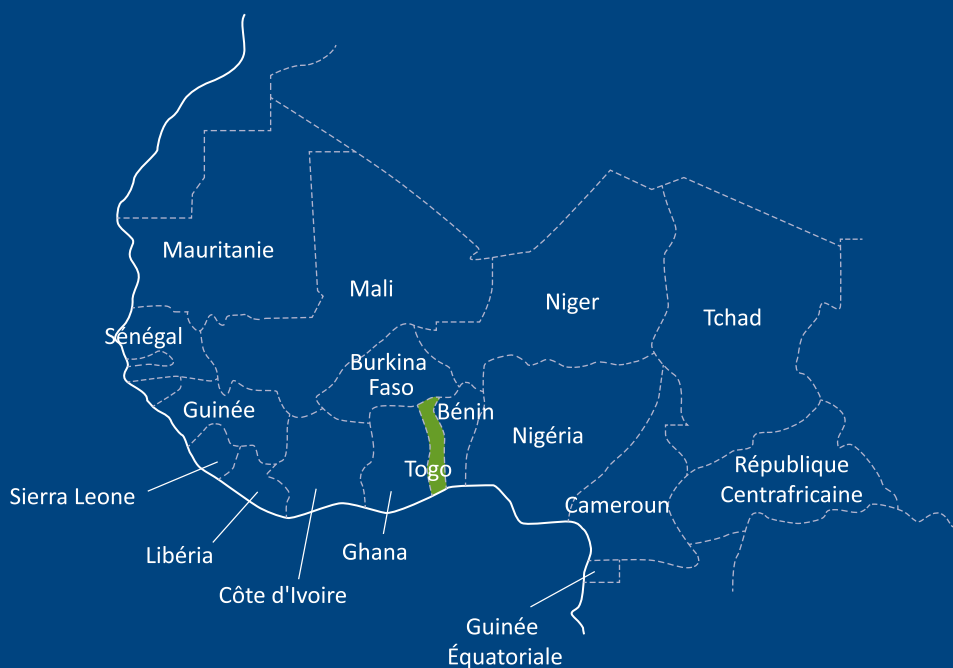 Mauritanie
Mali
Niger
Tchad
Sénégal
Burkina
Faso
Guinée
Bénin
Nigéria
Togo
République
Centrafricaine
Sierra Leone
Cameroun
Libéria
Ghana
Côte d'Ivoire
Guinée
Équatoriale